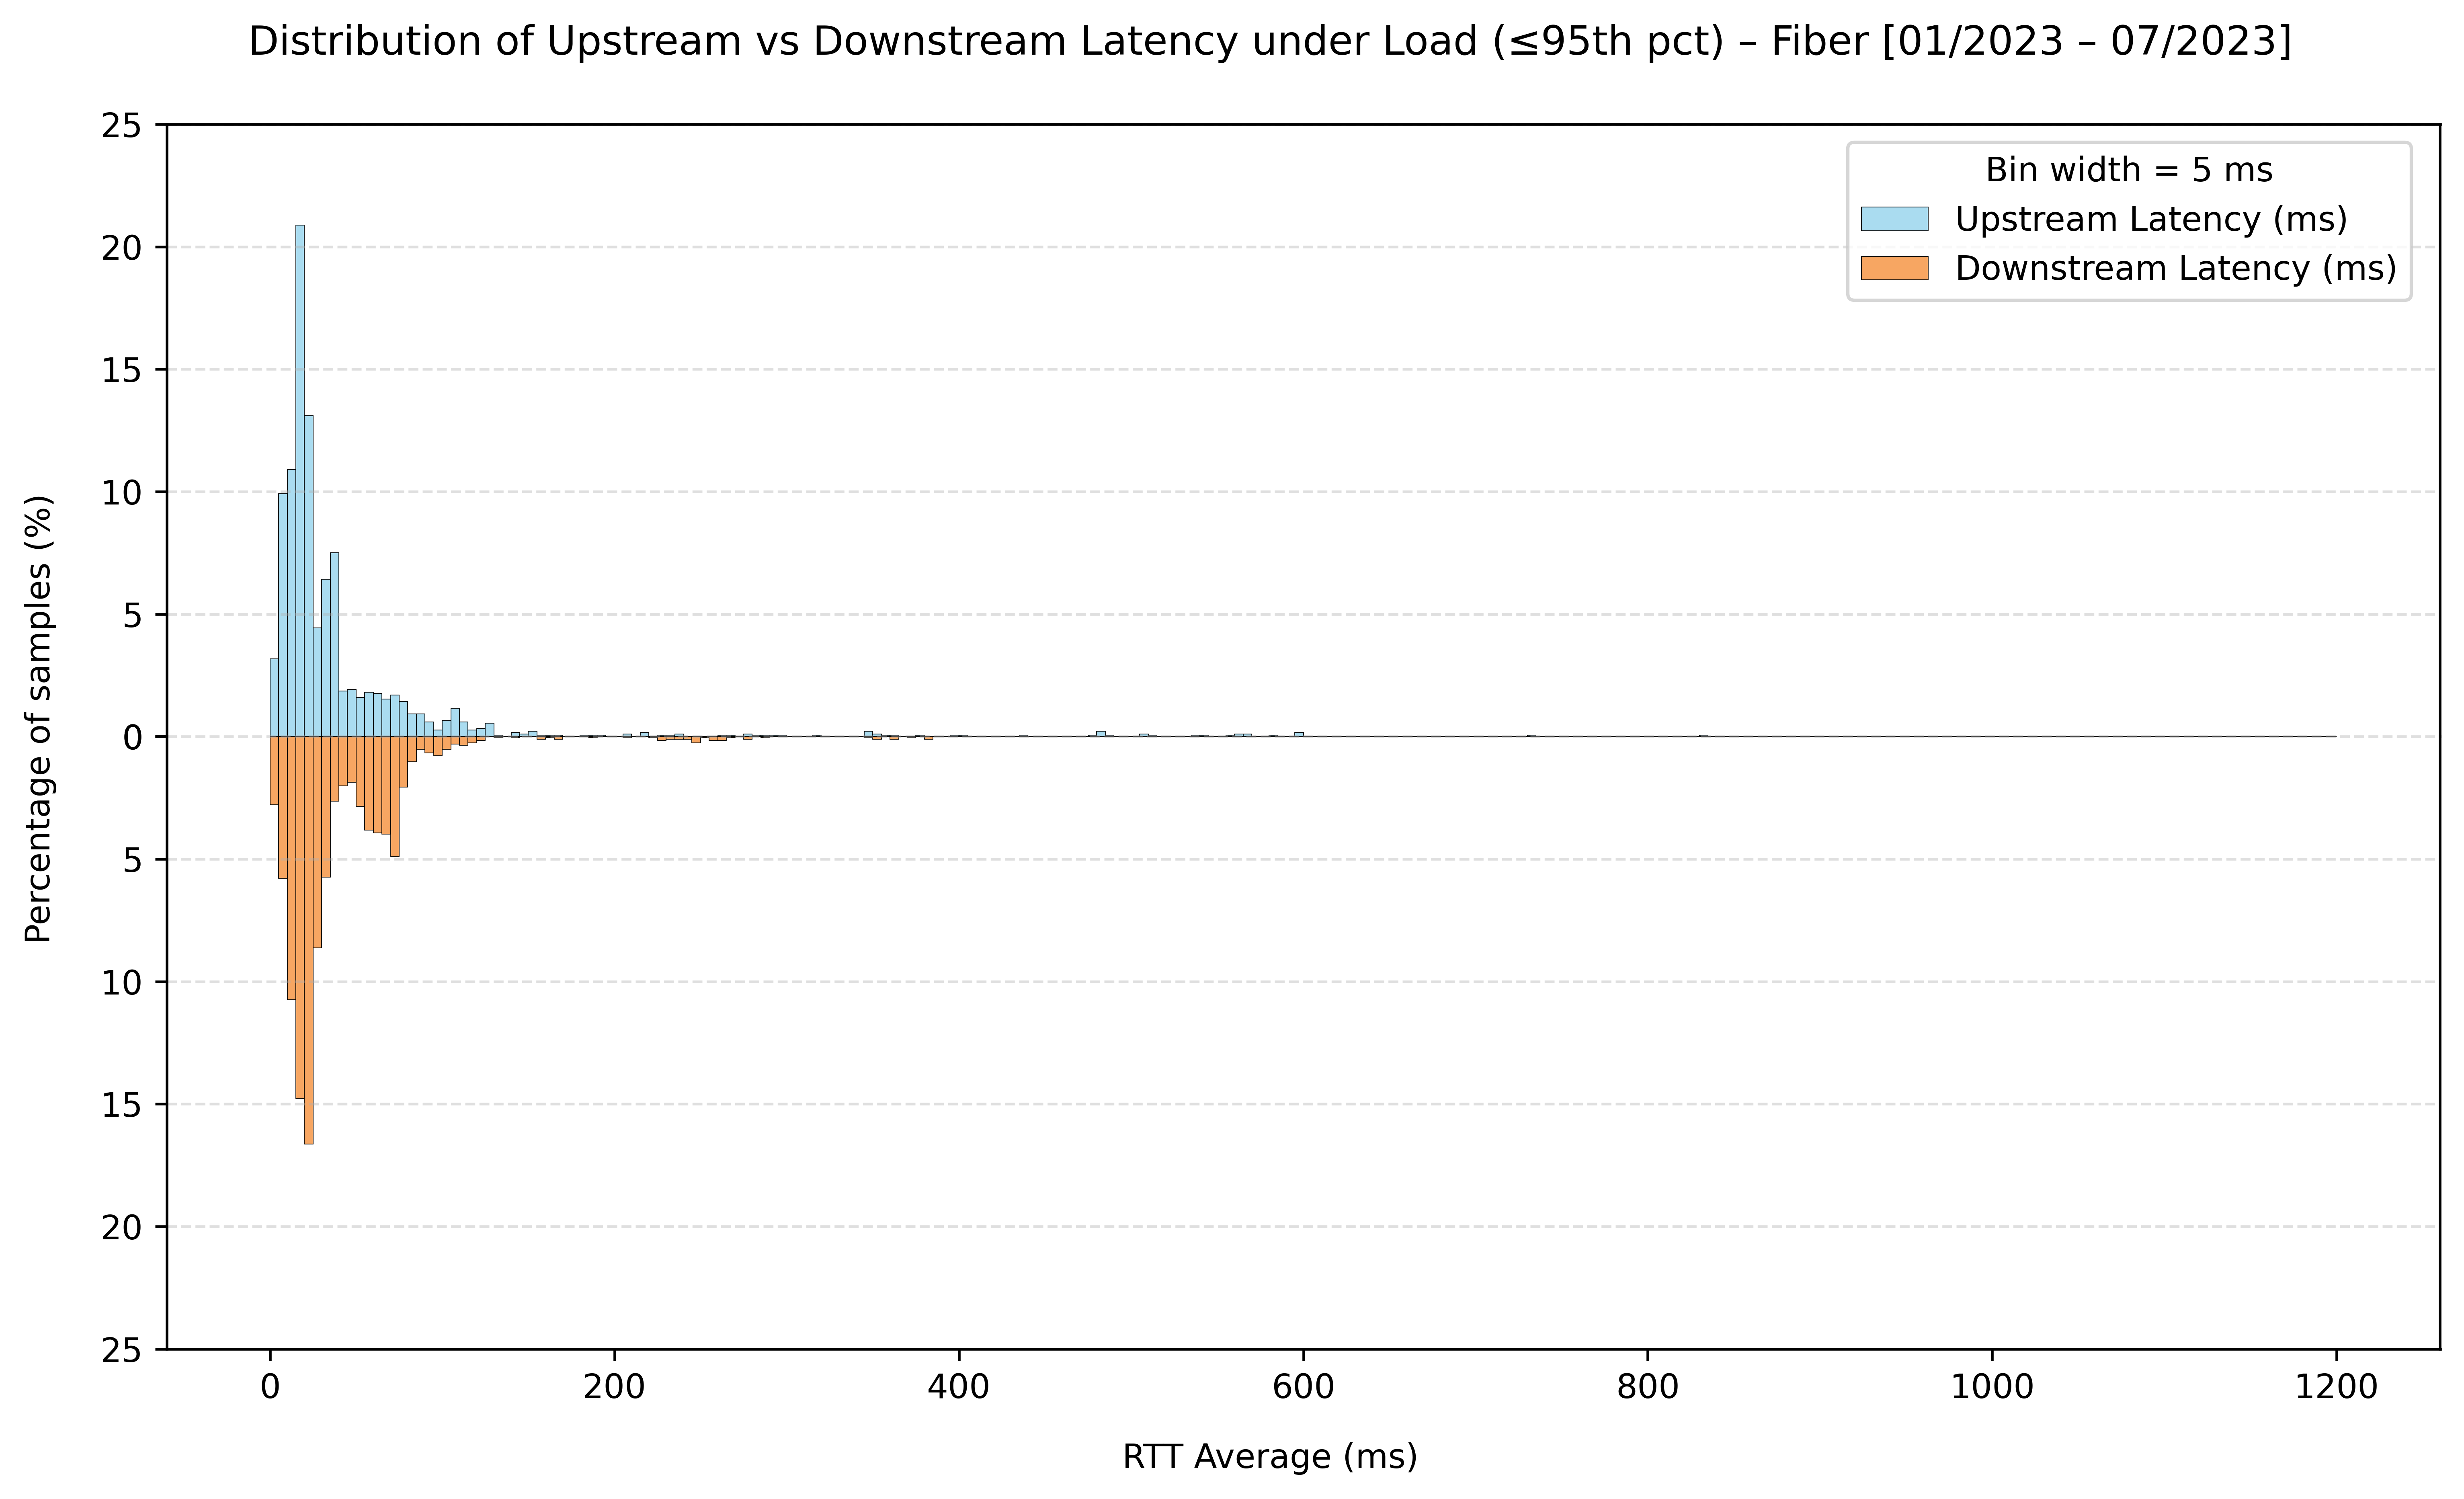 Distribution of Upstream vs Downstream Latency under Load (≤95th pct) – Fiber [01/2023 – 07/2023]
Bin width = 5 ms
Upstream Latency (ms)
Downstream Latency (ms)
Percentage of samples (%)
25
20
15
10
5
0
5
10
15
20
25
0 200 400 600 800 1000 1200
RTT Average (ms)